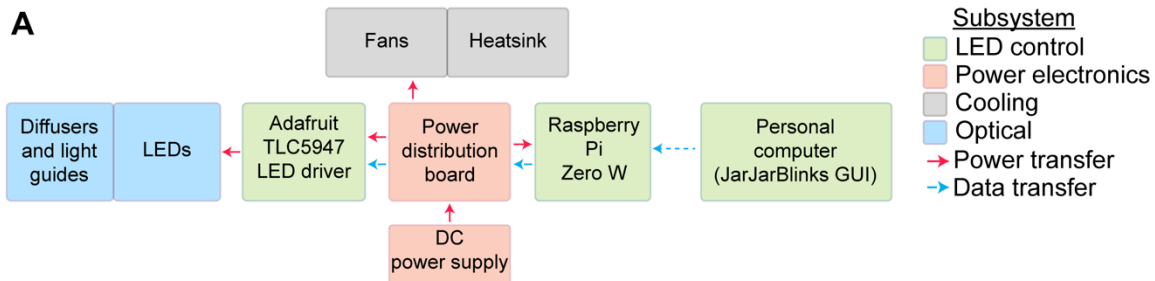 A
Fans
Heatsink
Diffusers
and light
guides
LEDs
Adafruit
TLC5947
LED driver
Power
distribution
board
Raspberry
Pi
Zero W
Personal
computer
(JarJarBlinks GUI)
DC
power supply
Subsystem
LED control
Power electronics
Cooling
Optical
Power transfer
Data transfer